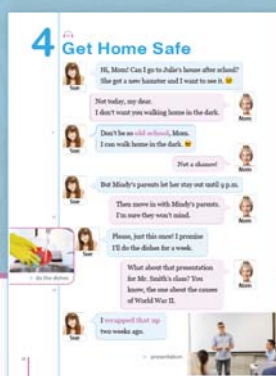 4 Get Home Safe
Hi, Mom! Can I go to Julie's house after school?
She got a new hamster and I want to see it.
Sue
Not today, my dear.
I don't want you walking home in the dark.
Mom
Don't be so old school, Mom.
I can walk home in the dark.
Sue
Not a chance!
Mom
But Mindy's parents let her stay out until 9 p.m.
Sue
Then move in with Mindy's parents.
I'm sure they won't mind.
Mom
Please, just this once! I promise
I'll do the dishes for a week.
Sue
do the dishes
What about that presentation
for Mr. Smith's class? You
know, the one about the causes
of World War II.
Mom
I wrapped that up
two weeks ago.
Sue
presentation